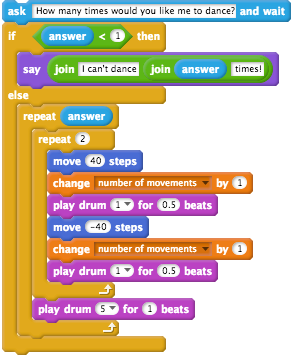 ask How many times would you like me to dance? and wait
if answer < 1 then
say join I can't dance join answer times!
else
repeat answer
repeat 2
move 40 steps
change number of movements by 1
play drum 1 for 0.5 beats
move -40 steps
change number of movements by 1
play drum 1 for 0.5 beats
play drum 5 for 1 beats